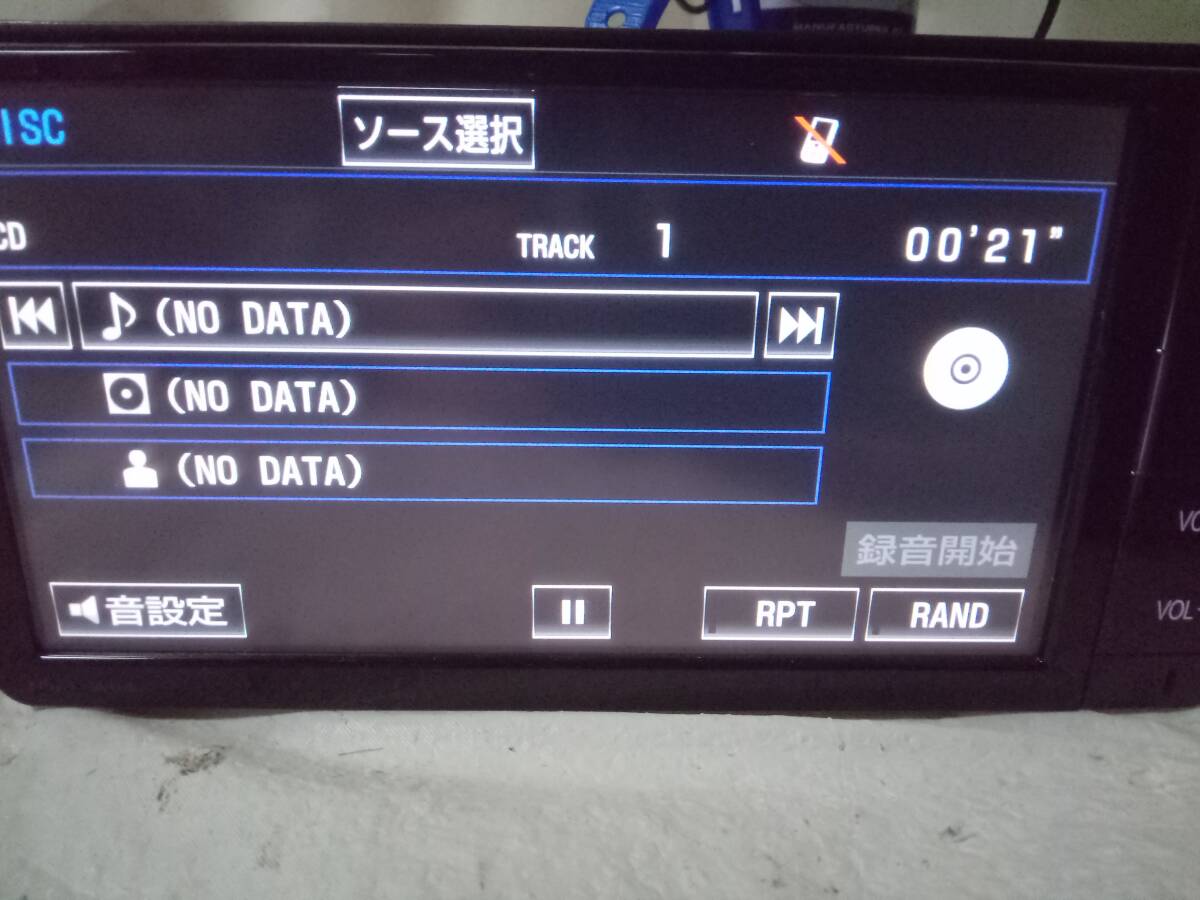 ISC
ソース選択
CD
TRACK 1 00'21"
(NO DATA)
(NO DATA)
(NO DATA)
録音開始
音設定
RPT
RAND
VOL